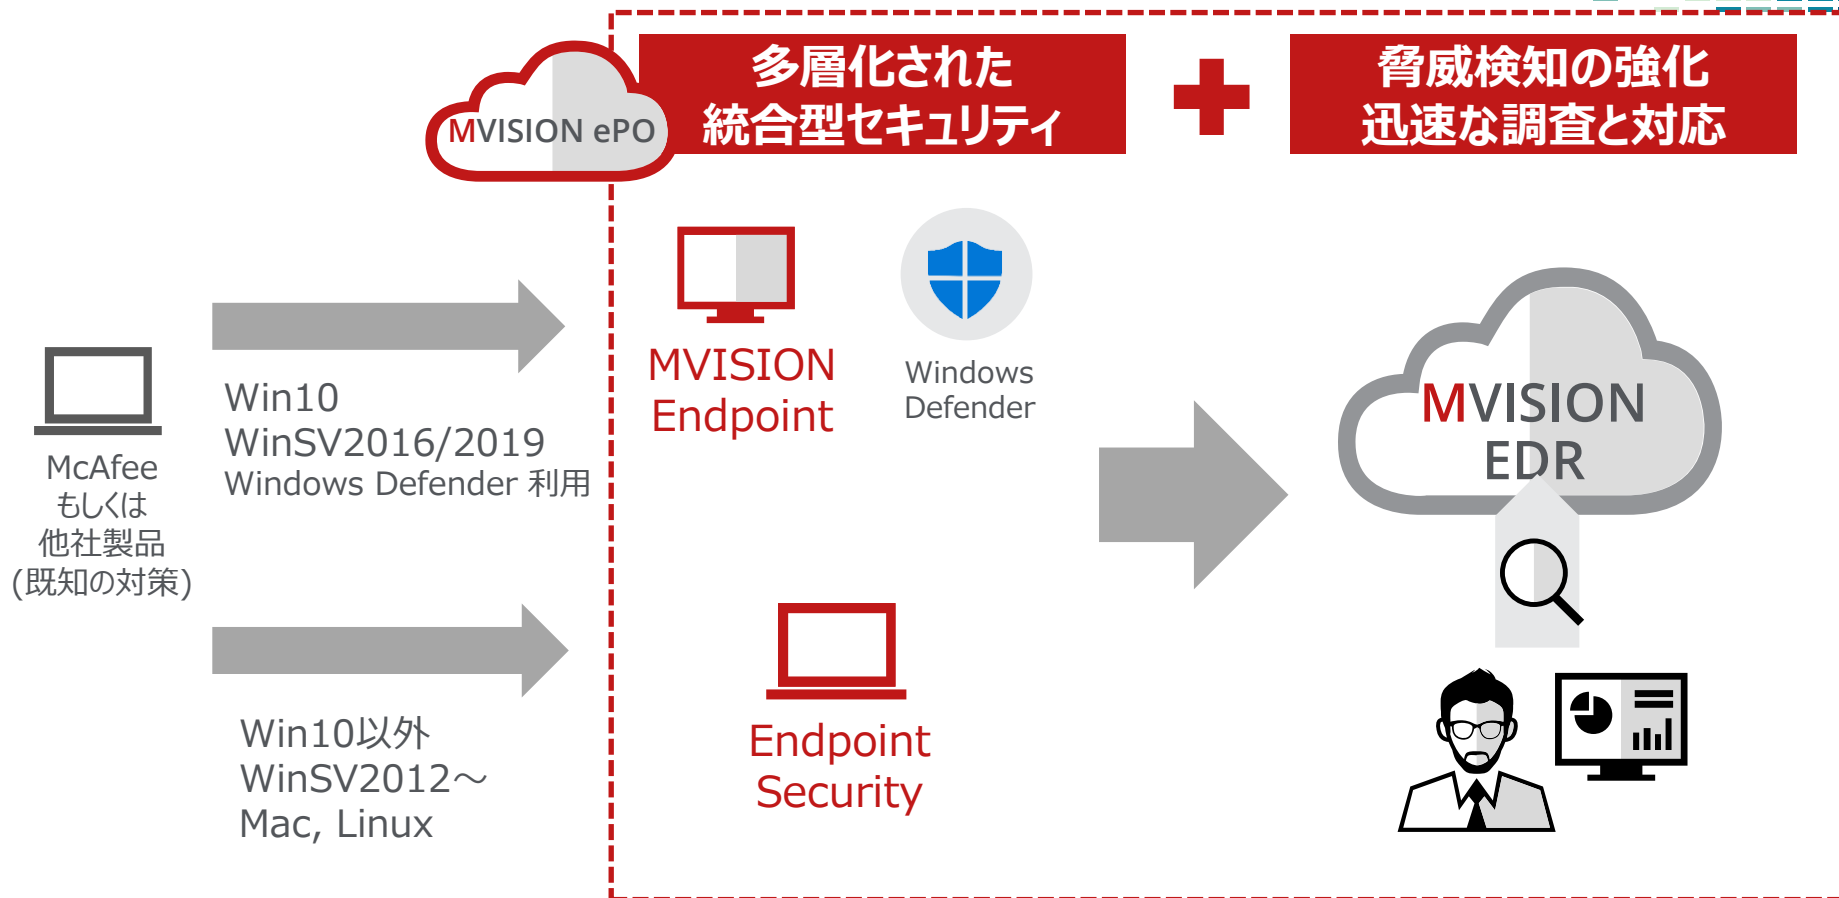 MVISION ePO
多層化された
統合型セキュリティ
脅威検知の強化
迅速な調査と対応
McAfee
もしくは
他社製品
(既知の対策)
Win10
WinSV2016/2019
Windows Defender 利用
MVISION
Endpoint
Windows
Defender
MVISION
EDR
Win10以外
WinSV2012～
Mac, Linux
Endpoint
Security